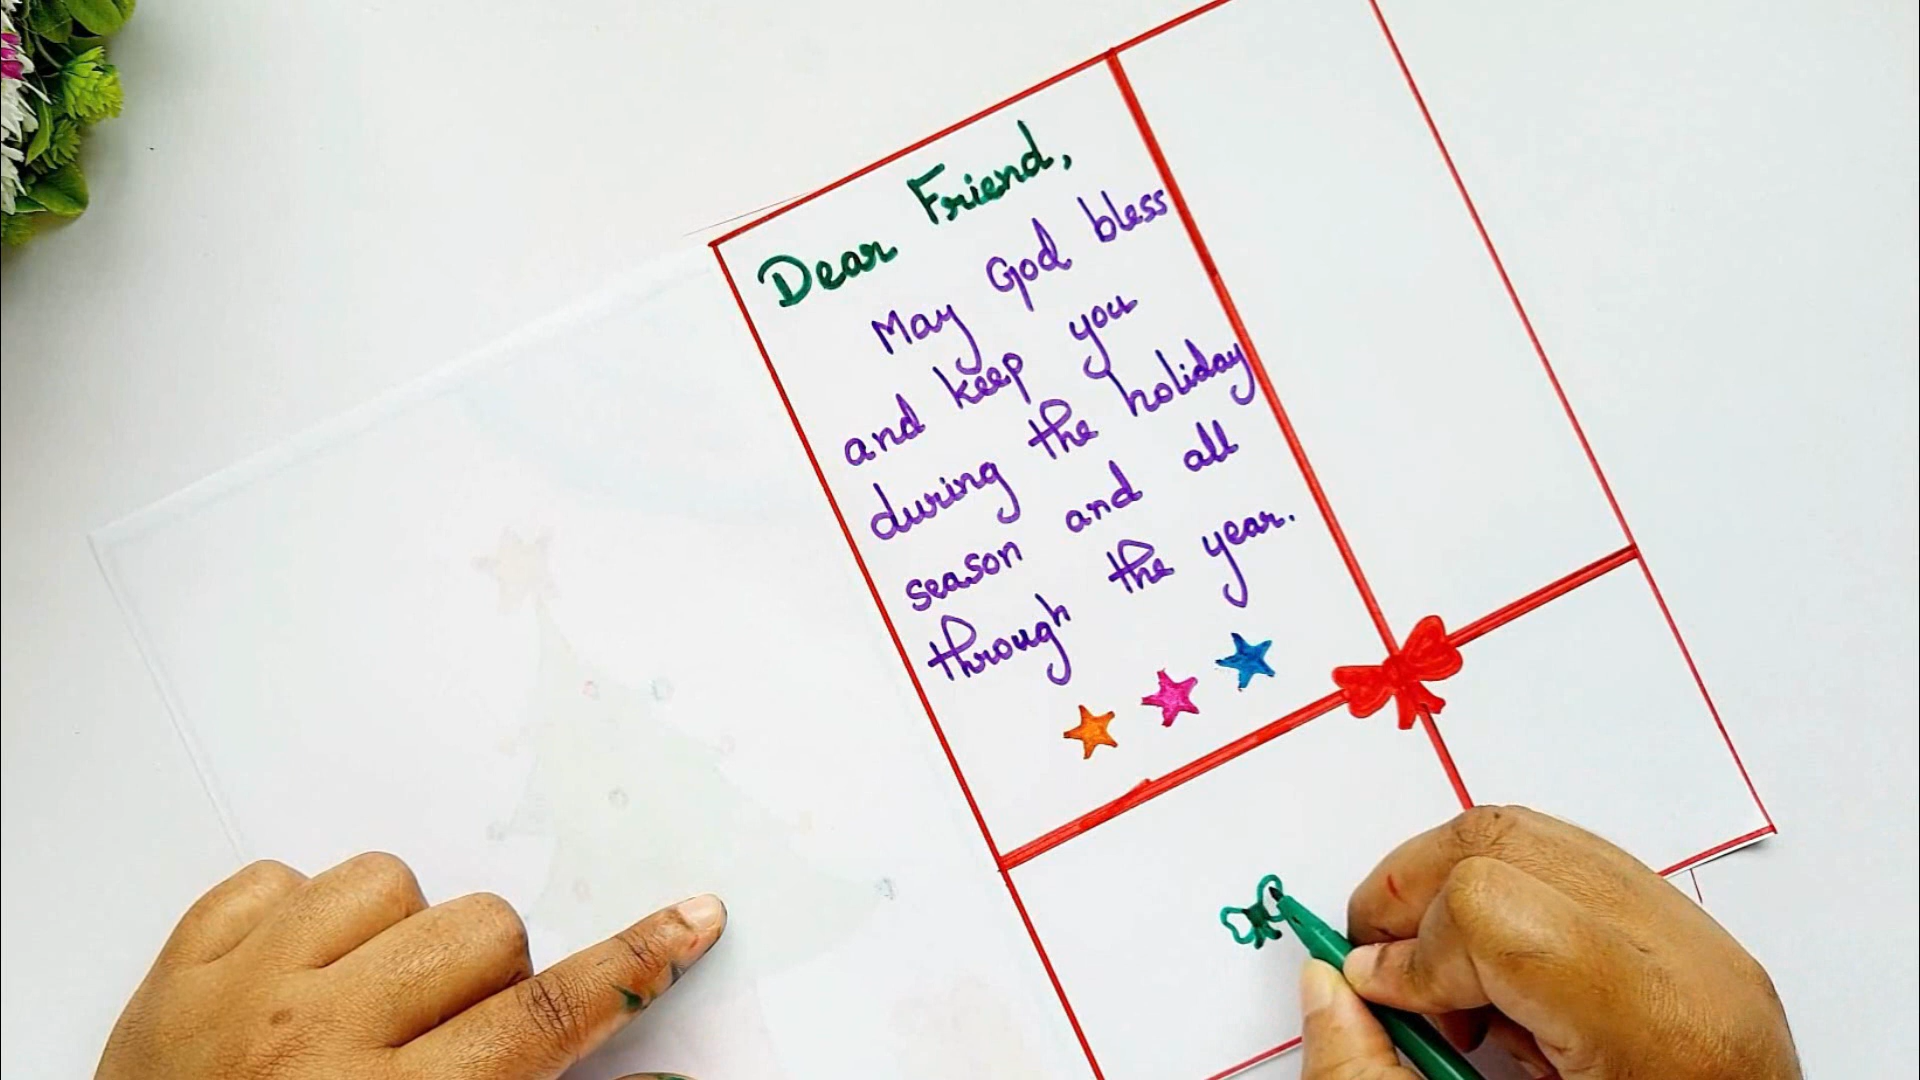 Dear Friend,
May God bless
and keep you
during the holiday
season and all
through the year.